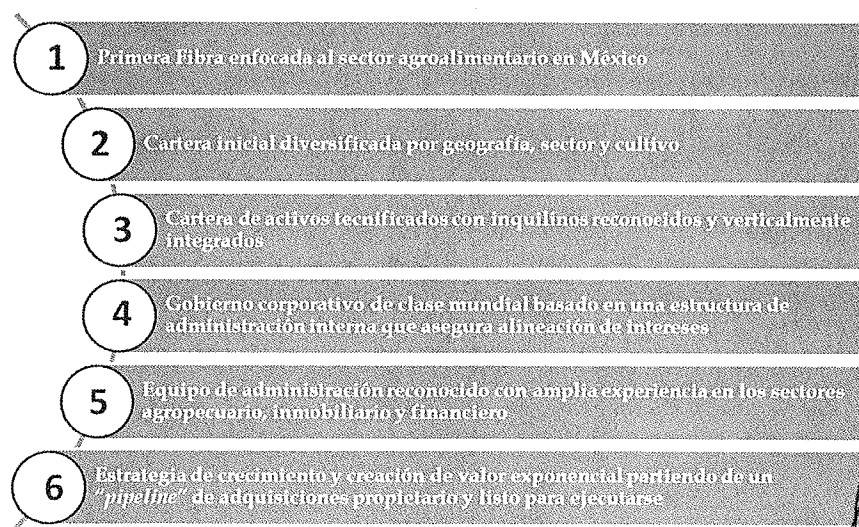 1
Primera Fibra enfocada al sector agroalimentario en México
2
Cartera inicial diversificada por geografía, sector y cultivo
3
Cartera de activos tecnificados con inquilinos reconocidos y verticalmente
integrados
4
Gobierno corporativo de clase mundial basado en una estructura de
administración interna que asegura alineación de intereses
5
Equipo de administración reconocido con amplia experiencia en los sectores
agropecuario, inmobiliario y financiero
6
Estrategia de crecimiento y creación de valor exponencial partiendo de un
"pipeline" de adquisiciones propietario y listo para ejecutarse